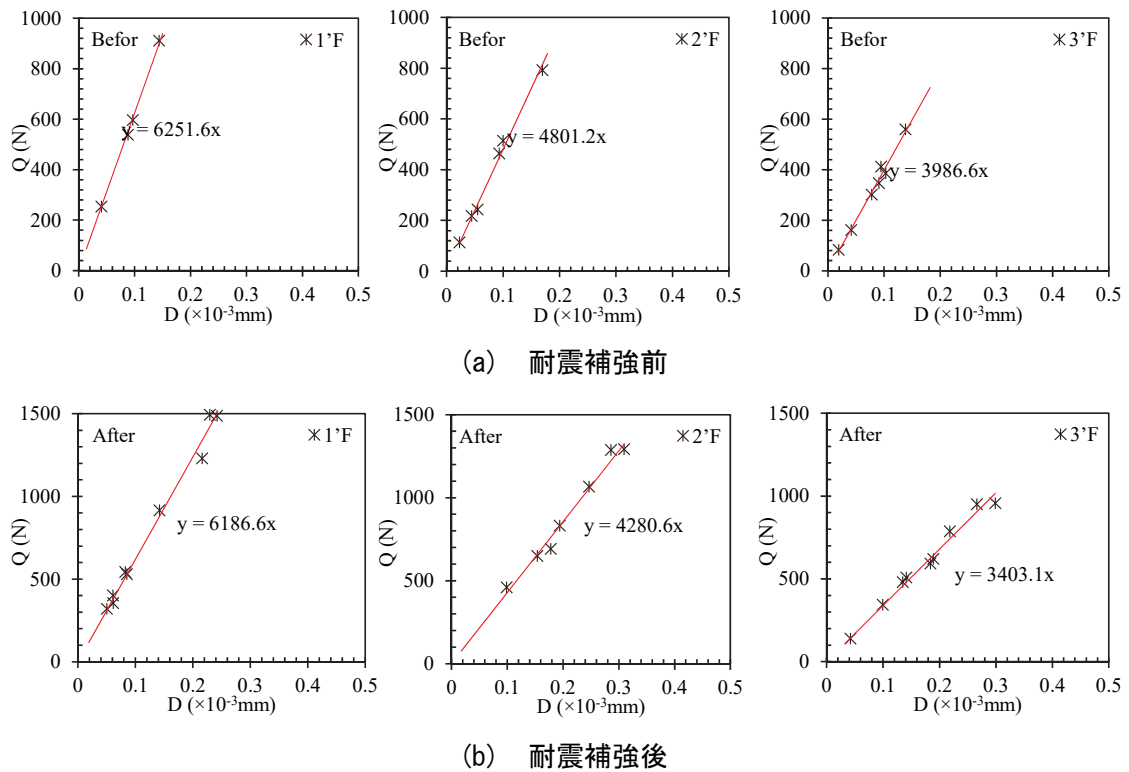 Befor 1’F
y = 6251.6x
Q (N)
1000
800
600
400
200
0
0 0.1 0.2 0.3 0.4 0.5
D (×10-3mm)
Befor 2’F
y = 4801.2x
Q (N)
1000
800
600
400
200
0
0 0.1 0.2 0.3 0.4 0.5
D (×10-3mm)
Befor 3’F
y = 3986.6x
Q (N)
1000
800
600
400
200
0
0 0.1 0.2 0.3 0.4 0.5
D (×10-3mm)
(a) 耐震補強前
After 1’F
y = 6186.6x
Q (N)
1500
1000
500
0
0 0.1 0.2 0.3 0.4 0.5
D (×10-3mm)
After 2’F
y = 4280.6x
Q (N)
1500
1000
500
0
0 0.1 0.2 0.3 0.4 0.5
D (×10-3mm)
After 3’F
y = 3403.1x
Q (N)
1500
1000
500
0
0 0.1 0.2 0.3 0.4 0.5
D (×10-3mm)
(b) 耐震補強後